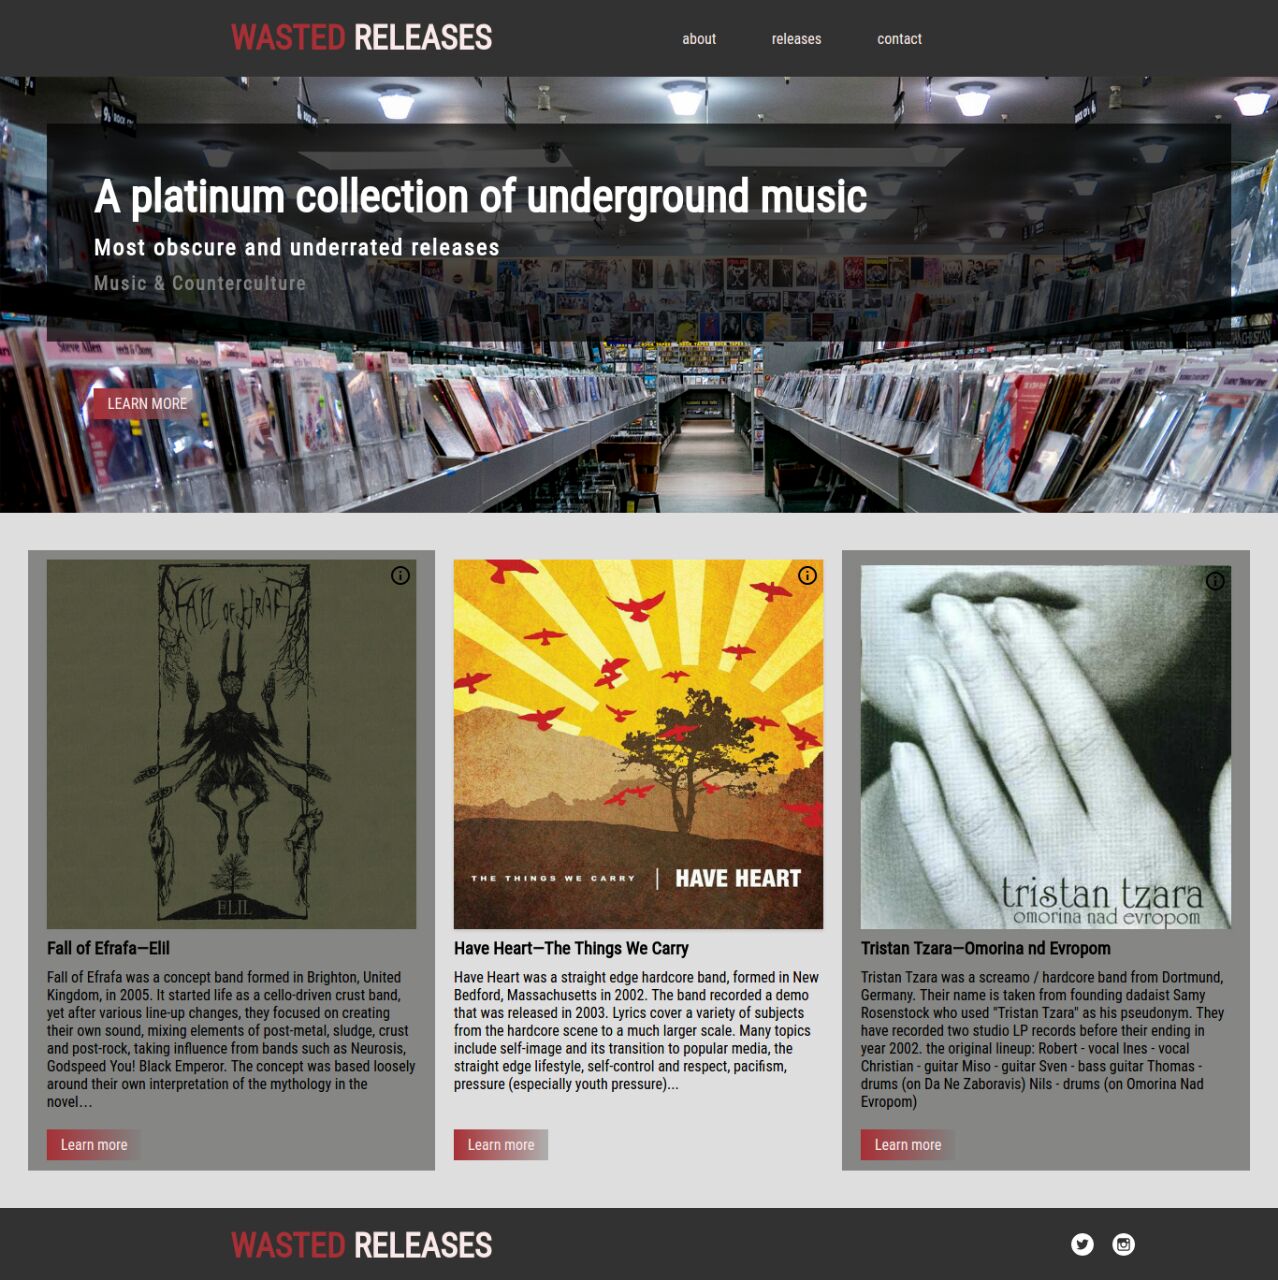 WASTED RELEASES
about releases contact
ROCK CD'S
A platinum collection of underground music
Most obscure and underrated releases
Music & Counterculture
Steve Allen
LEARN MORE
FALL OF EFRAFA
ELIL
THE THINGS WE CARRY | HAVE HEART
tristan tzara
omorina nad evropom
Fall of Efrafa—Elil
Fall of Efrafa was a concept band formed in Brighton, United
Kingdom, in 2005. It started life as a cello-driven crust band,
yet after various line-up changes, they focused on creating
their own sound, mixing elements of post-metal, sludge, crust
and post-rock, taking influence from bands such as Neurosis,
Godspeed You! Black Emperor. The concept was based loosely
around their own interpretation of the mythology in the
novel…
Learn more
Have Heart—The Things We Carry
Have Heart was a straight edge hardcore band, formed in New
Bedford, Massachusetts in 2002. The band recorded a demo
that was released in 2003. Lyrics cover a variety of subjects
from the hardcore scene to a much larger scale. Many topics
include self-image and its transition to popular media, the
straight edge lifestyle, self-control and respect, pacifism,
pressure (especially youth pressure)...
Learn more
Tristan Tzara—Omorina nd Evropom
Tristan Tzara was a screamo / hardcore band from Dortmund,
Germany. Their name is taken from founding dadaist Samy
Rosenstock who used "Tristan Tzara" as his pseudonym. They
have recorded two studio LP records before their ending in
year 2002. the original lineup: Robert - vocal Ines - vocal
Christian - guitar Miso - guitar Sven - bass guitar Thomas -
drums (on Da Ne Zaboravis) Nils - drums (on Omorina Nad
Evropom)
Learn more
WASTED RELEASES